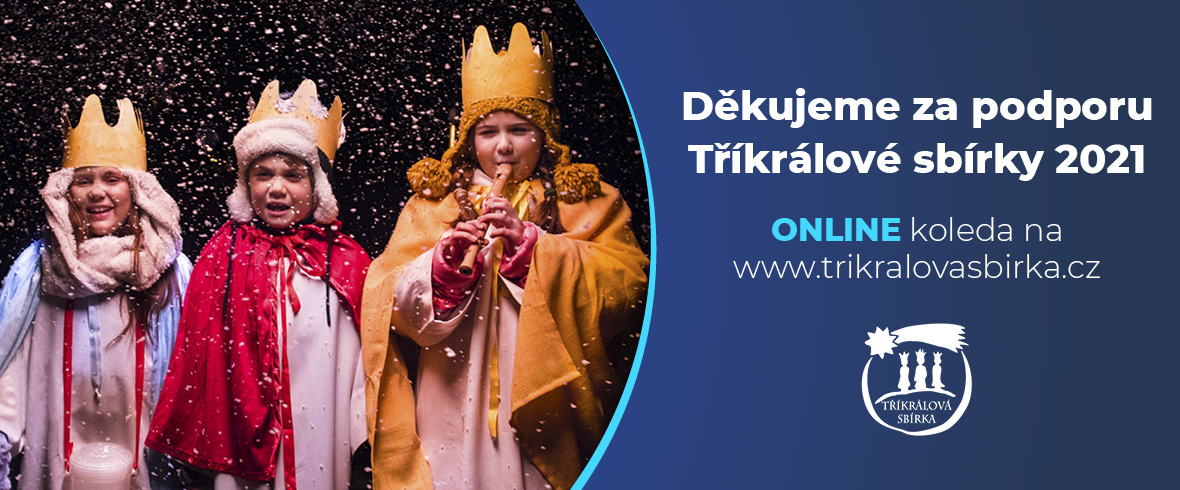 Děkujeme za podporu
Tříkrálové sbírky 2021
ONLINE koleda na
www.trikralovasbirka.cz
TŘÍKRÁLOVÁ
SBÍRKA